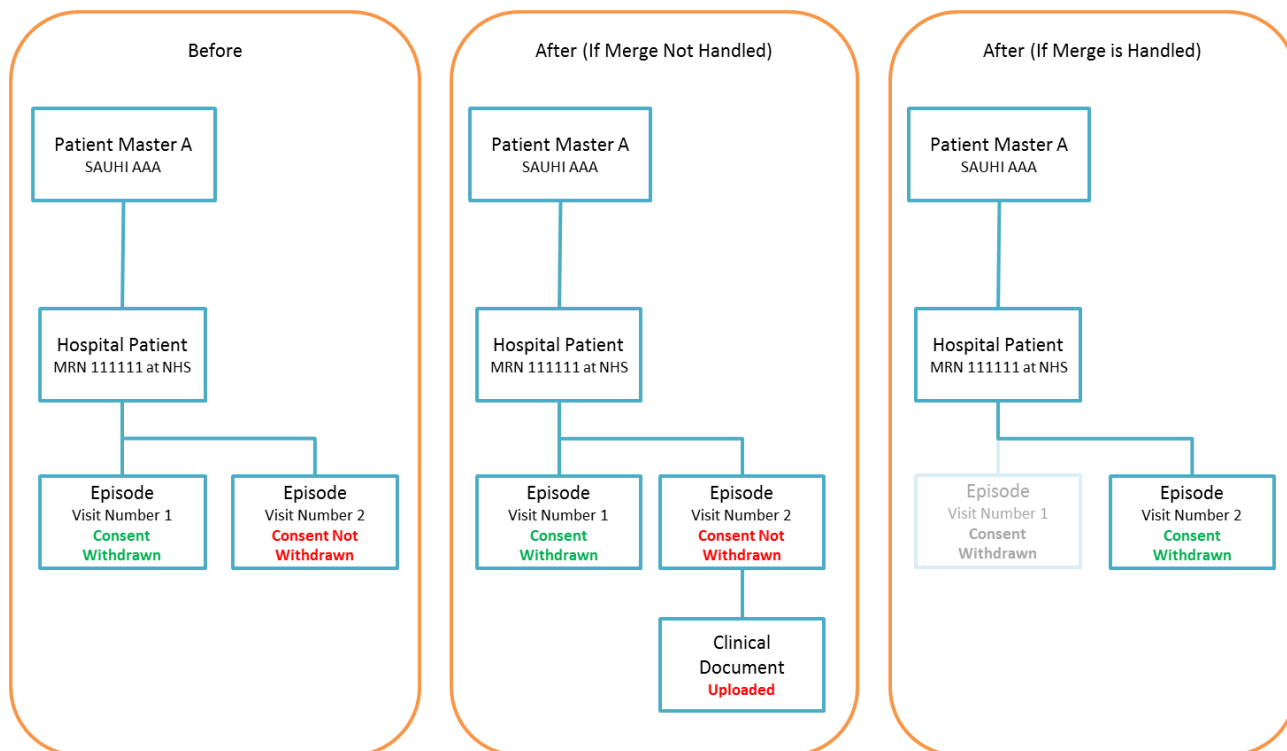 Before
Patient Master A
SAUHI AAA
Hospital Patient
MRN 111111 at NHS
Episode
Visit Number 1
Consent
Withdrawn
Episode
Visit Number 2
Consent Not
Withdrawn
After (If Merge Not Handled)
Patient Master A
SAUHI AAA
Hospital Patient
MRN 111111 at NHS
Episode
Visit Number 1
Consent
Withdrawn
Episode
Visit Number 2
Consent Not
Withdrawn
Clinical
Document
Uploaded
After (If Merge is Handled)
Patient Master A
SAUHI AAA
Hospital Patient
MRN 111111 at NHS
Episode
Visit Number 1
Consent
Withdrawn
Episode
Visit Number 2
Consent
Withdrawn